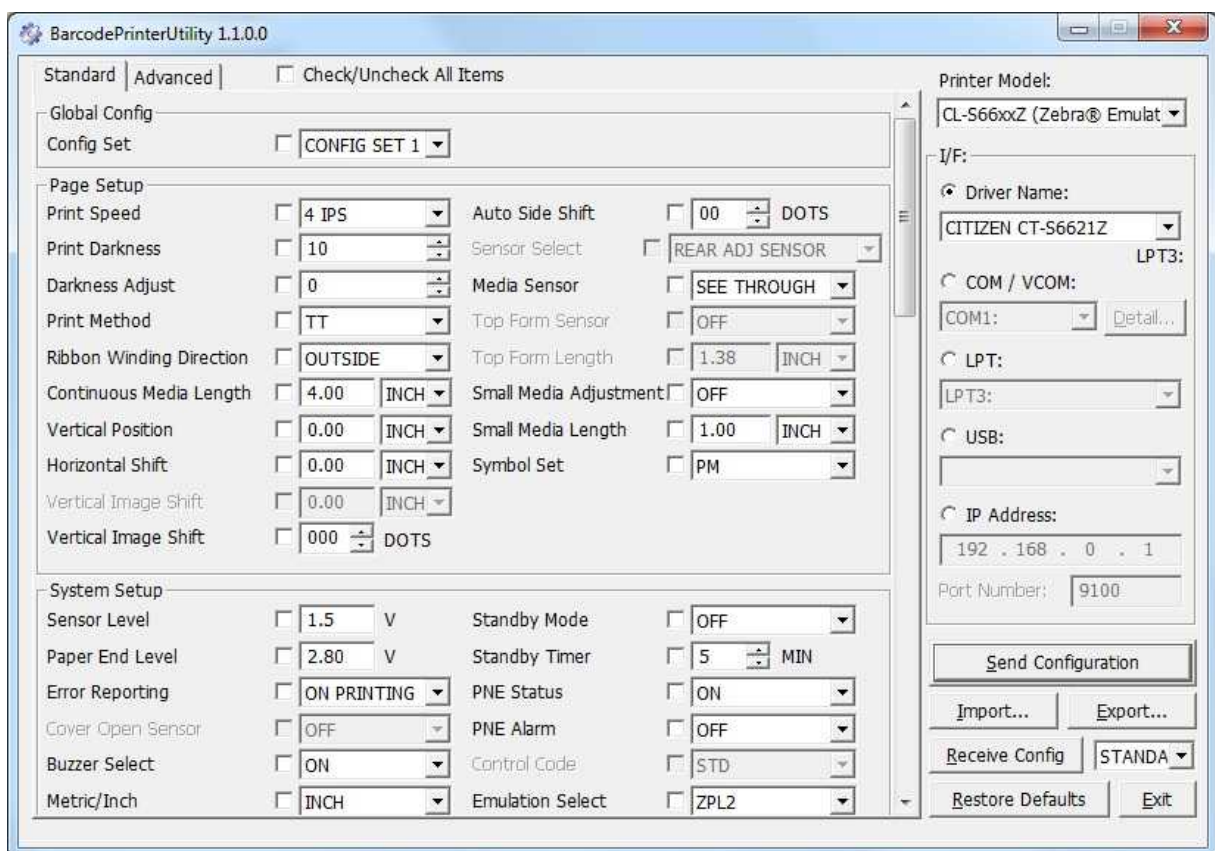 BarcodePrinterUtility 1.1.0.0
Standard Advanced Check/Uncheck All Items
Global Config
Config Set CONFIG SET 1
Page Setup
Print Speed 4 IPS Auto Side Shift 00 DOTS
Print Darkness 10 Sensor Select REAR ADJ SENSOR
Darkness Adjust 0 Media Sensor SEE THROUGH
Print Method TT Top Form Sensor OFF
Ribbon Winding Direction OUTSIDE Top Form Length 1.38 INCH
Continuous Media Length 4.00 INCH Small Media Adjustment OFF
Vertical Position 0.00 INCH Small Media Length 1.00 INCH
Horizontal Shift 0.00 INCH Symbol Set PM
Vertical Image Shift 0.00 INCH
Vertical Image Shift 000 DOTS
System Setup
Sensor Level 1.5 V Standby Mode OFF
Paper End Level 2.80 V Standby Timer 5 MIN
Error Reporting ON PRINTING PNE Status ON
Cover Open Sensor OFF PNE Alarm OFF
Buzzer Select ON Control Code STD
Metric/Inch INCH Emulation Select ZPL2
Printer Model:
CL-S66xxZ (Zebra® Emulat
I/F:
Driver Name:
CITIZEN CT-S6621Z
LPT3:
COM / VCOM:
COM1: Detail...
LPT:
LPT3:
USB:
IP Address:
192 . 168 . 0 . 1
Port Number: 9100
Send Configuration
Import... Export...
Receive Config STANDA
Restore Defaults Exit